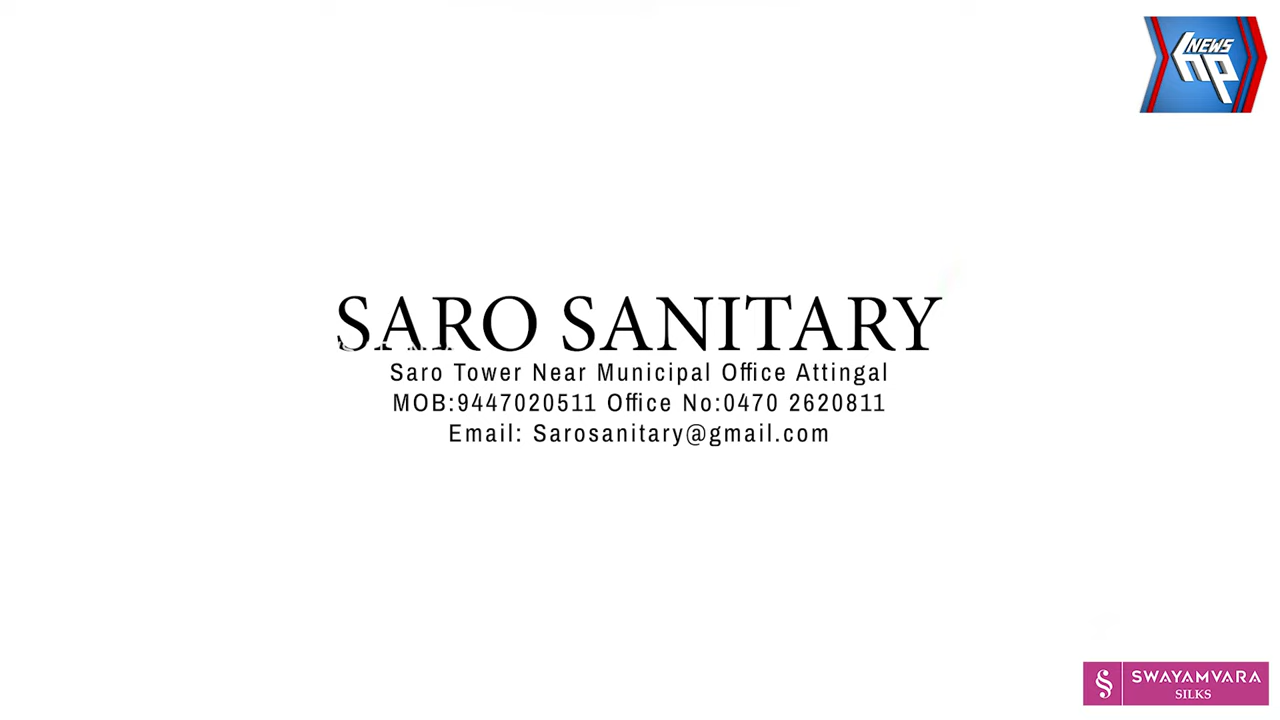 NEWS
hp
SARO SANITARY
Saro Tower Near Municipal Office Attingal
MOB:9447020511 Office No:0470 2620811
Email: Sarosanitary@gmail.com
SWAYAMVARA
SILKS